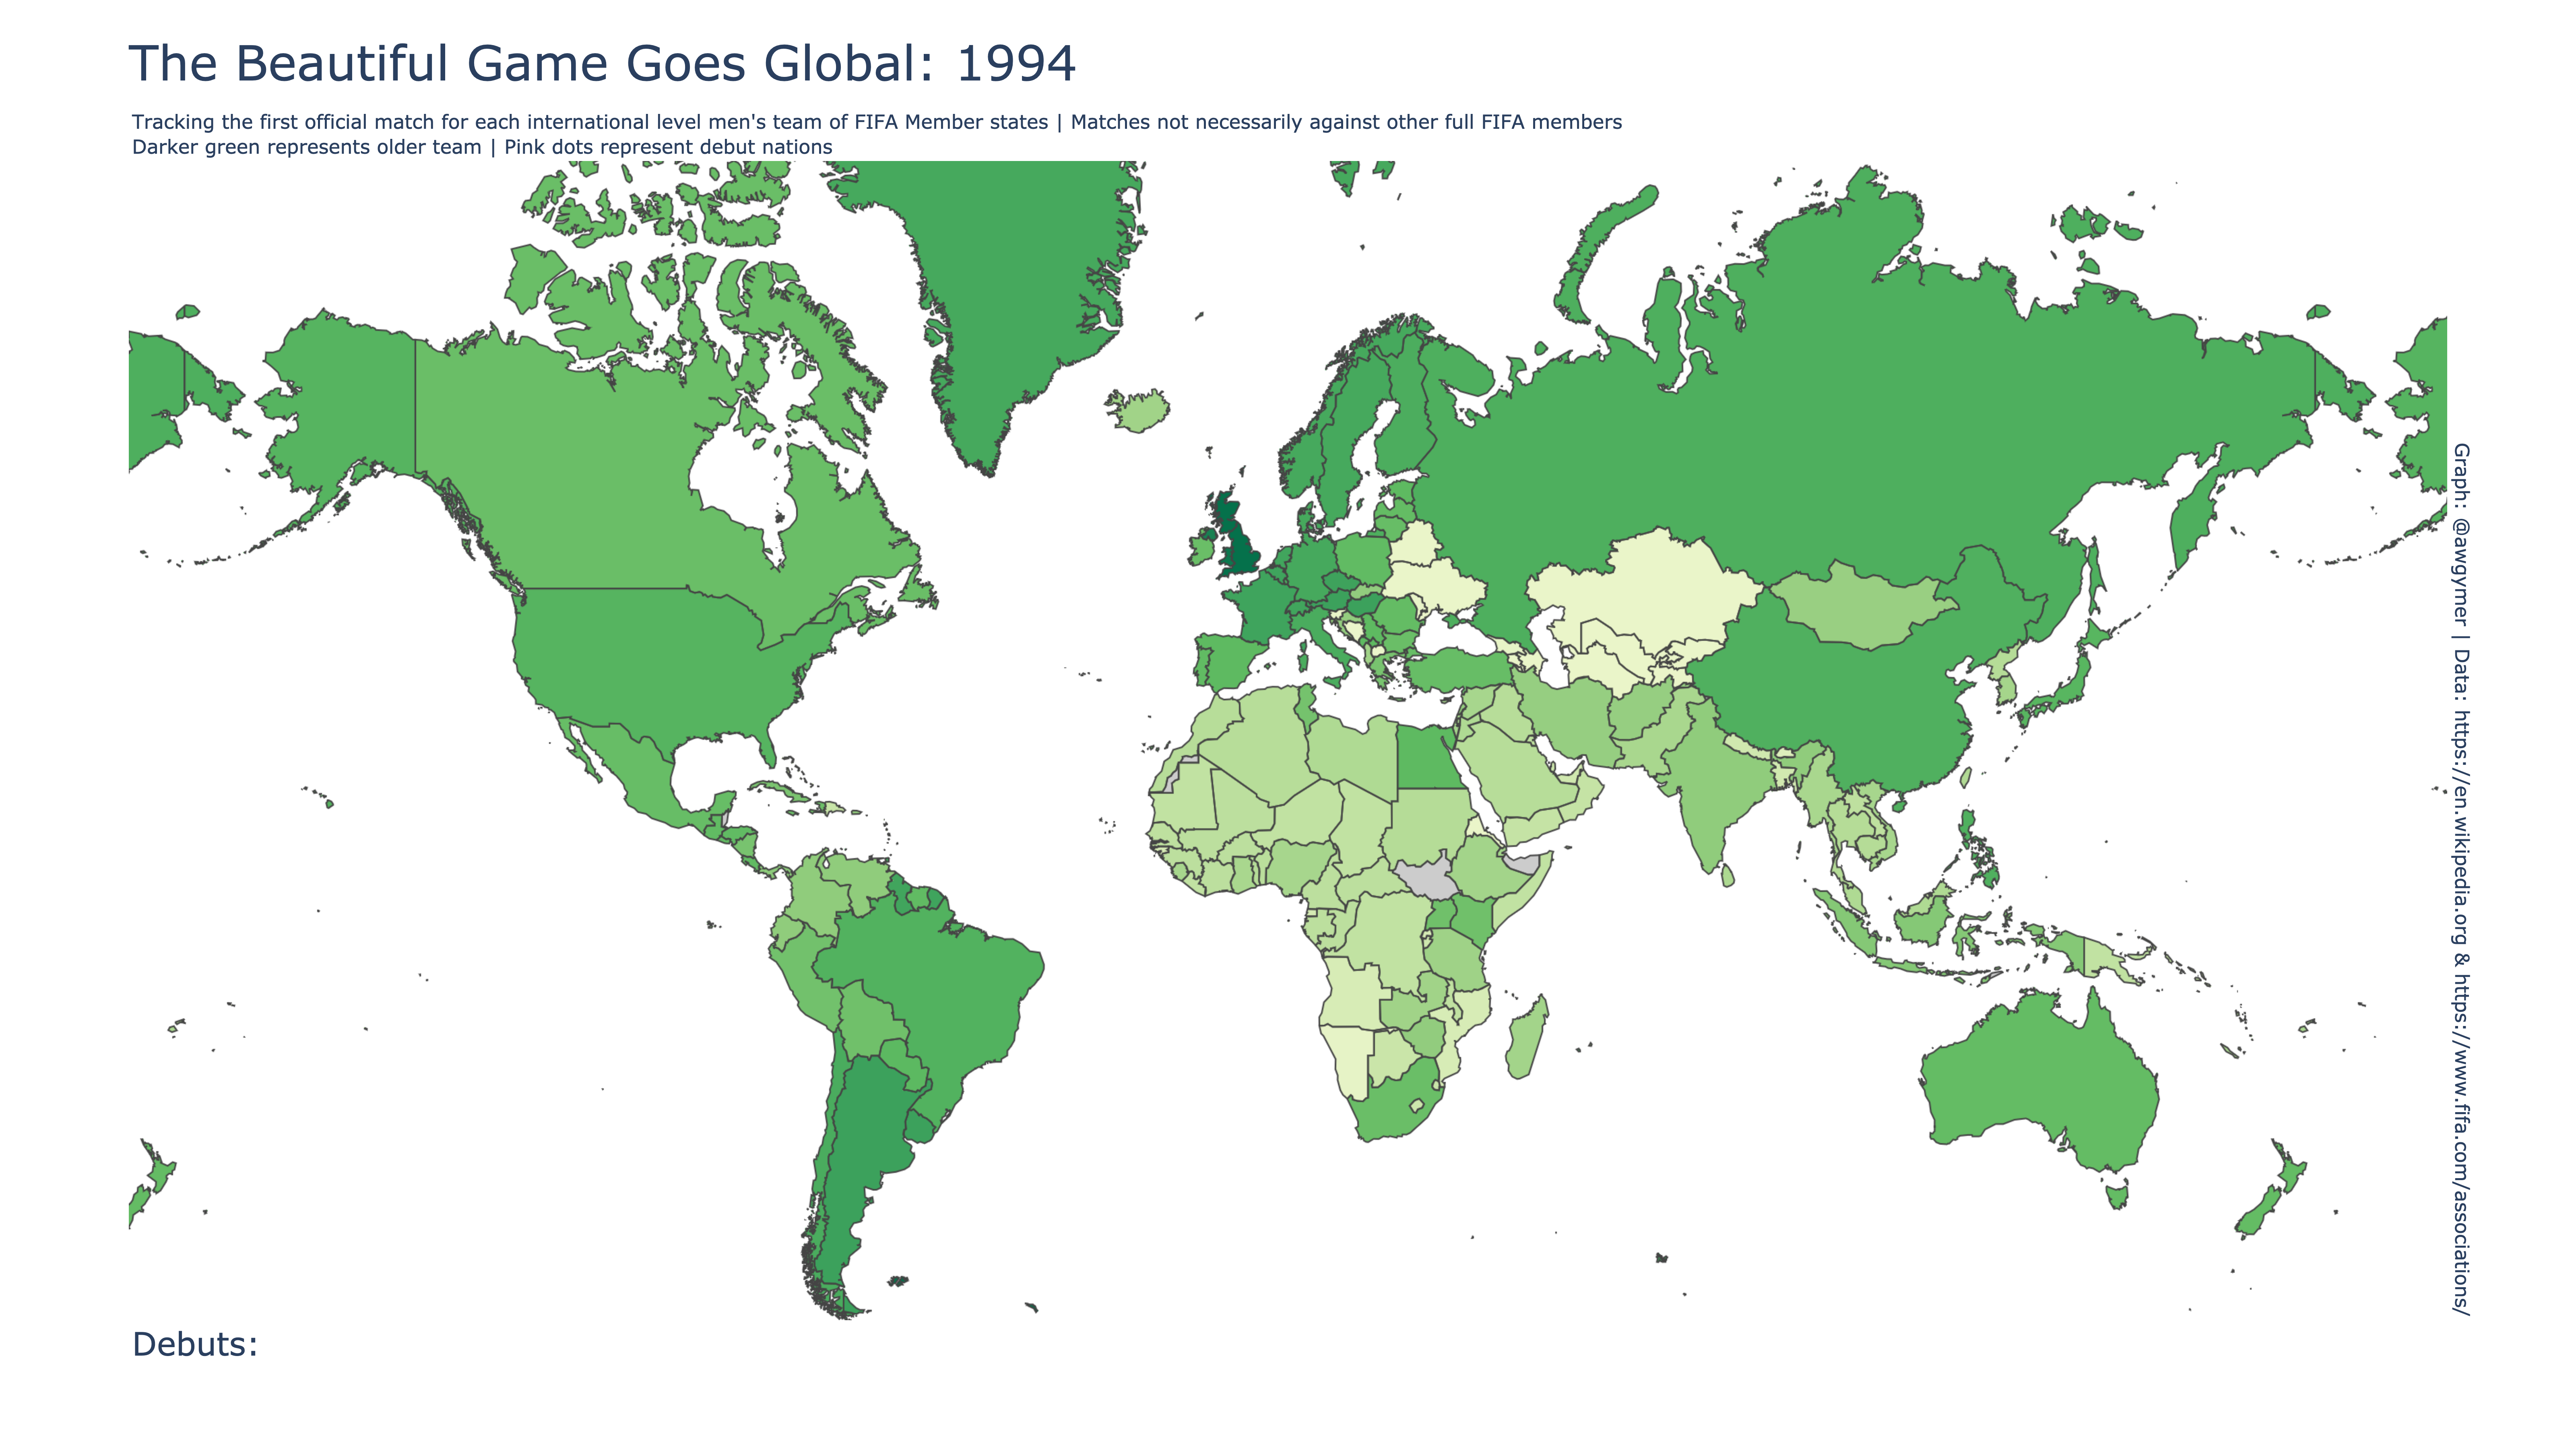 The Beautiful Game Goes Global: 1994
Tracking the first official match for each international level men's team of FIFA Member states | Matches not necessarily against other full FIFA members
Darker green represents older team | Pink dots represent debut nations
Graph: @awgymer | Data: https://en.wikipedia.org & https://www.fifa.com/associations/
Debuts: